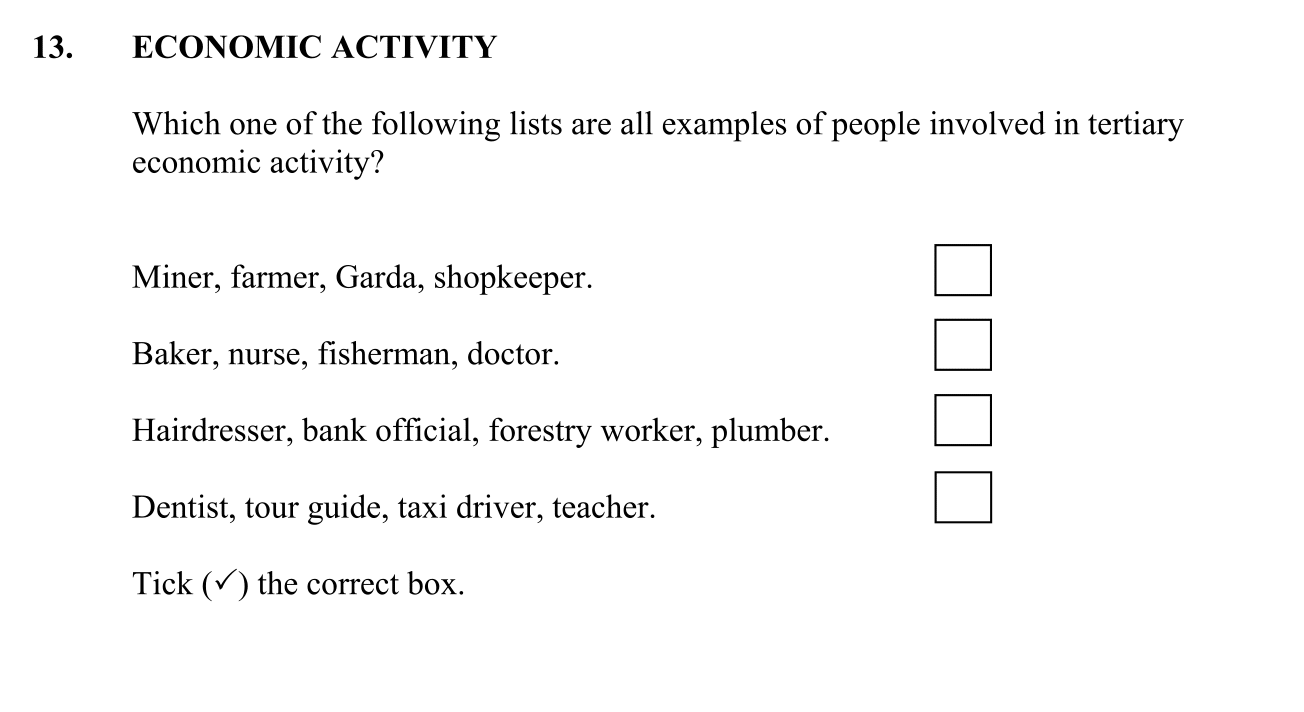 13. ECONOMIC ACTIVITY
Which one of the following lists are all examples of people involved in tertiary
economic activity?
Miner, farmer, Garda, shopkeeper.
Baker, nurse, fisherman, doctor.
Hairdresser, bank official, forestry worker, plumber.
Dentist, tour guide, taxi driver, teacher.
Tick (✓) the correct box.